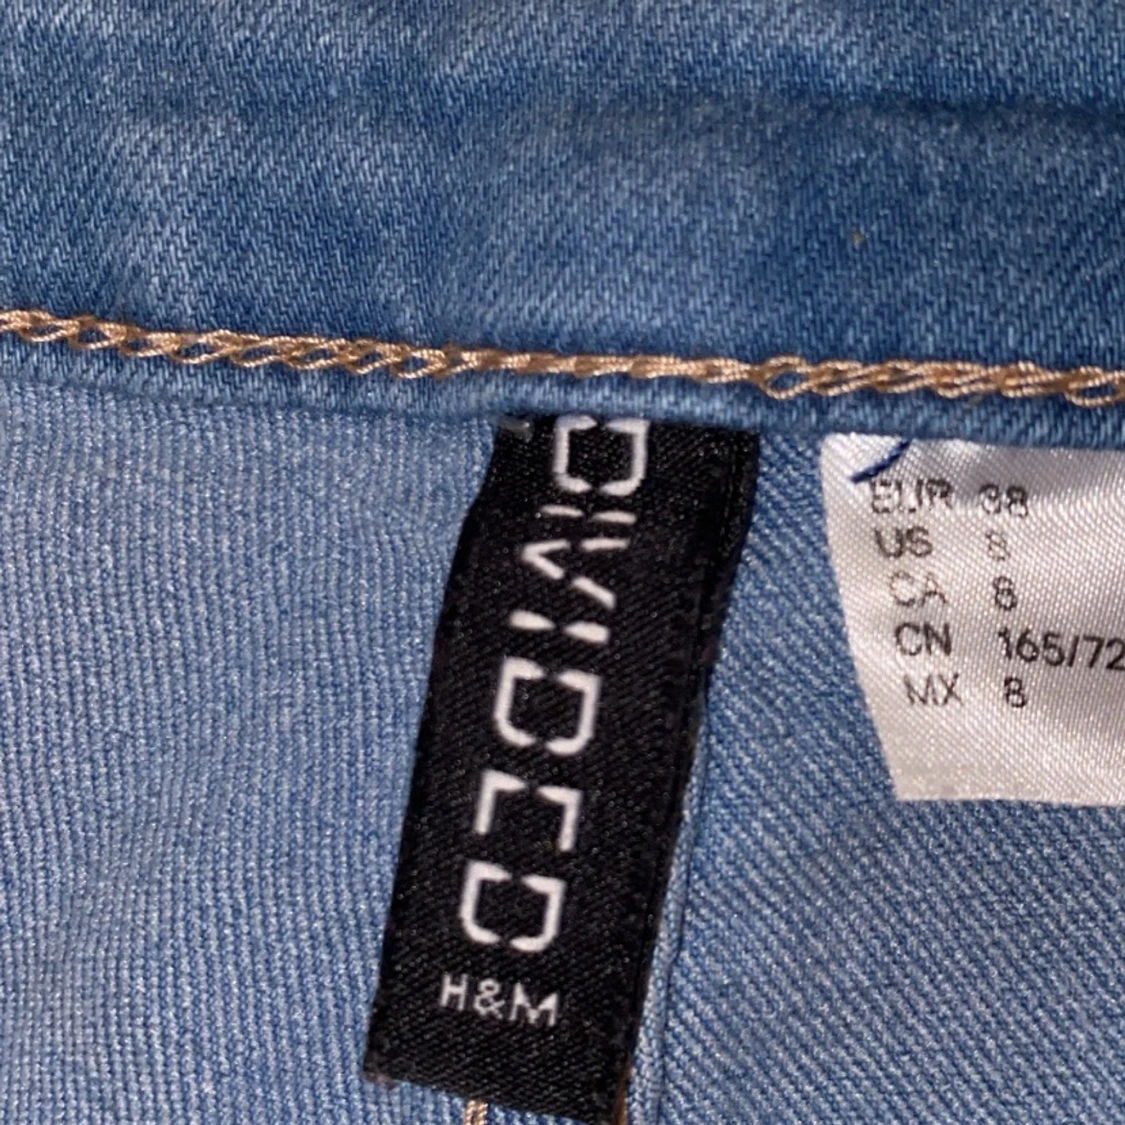 DIVIDED
H&M
EUR 38
US 8
CA 8
CN 165/72
MX 8